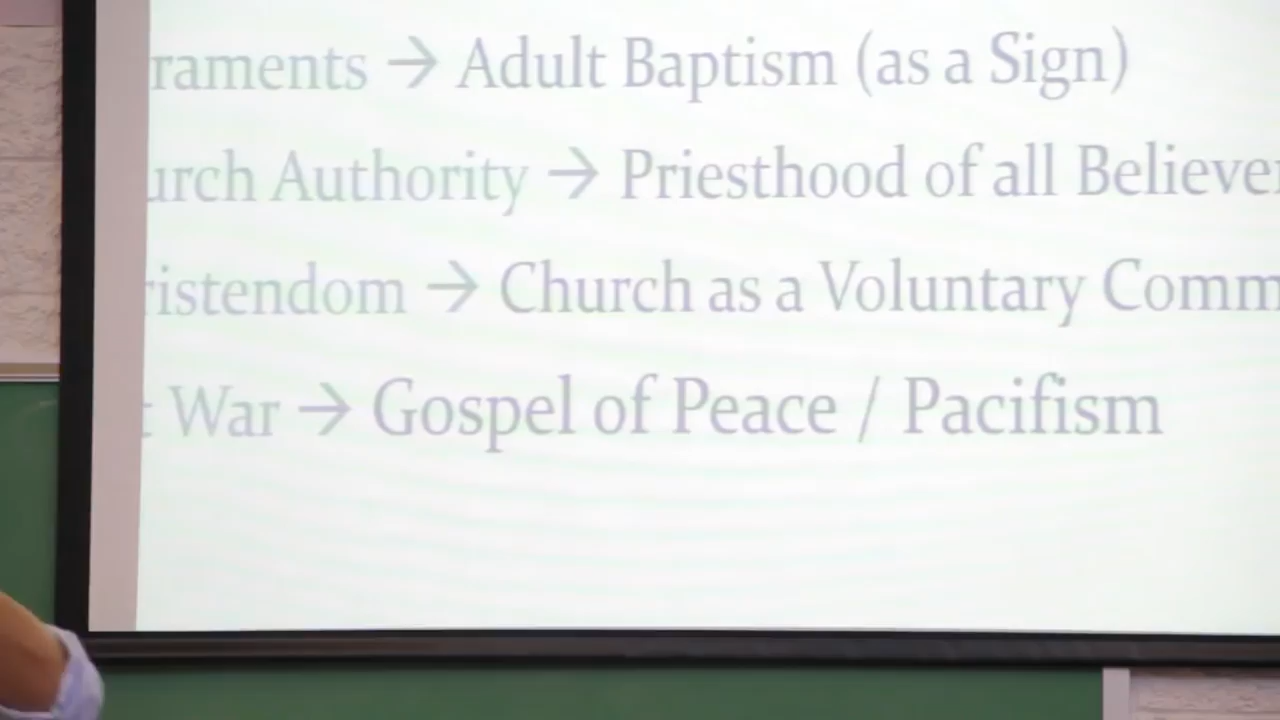 raments → Adult Baptism (as a Sign)
urch Authority → Priesthood of all Believer
ristendom → Church as a Voluntary Comm
t War → Gospel of Peace / Pacifism